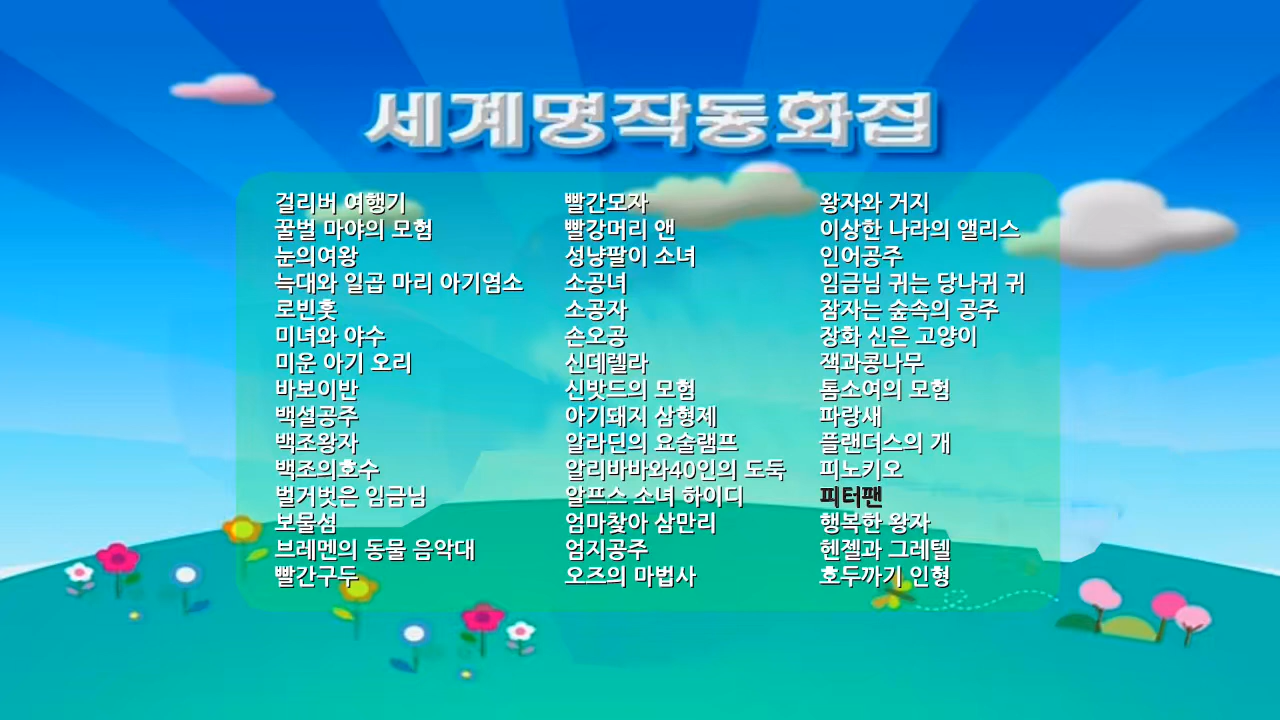 세계명작동화집
걸리버 여행기
꿀벌 마야의 모험
눈의여왕
늑대와 일곱 마리 아기염소
로빈훗
미녀와 야수
미운 아기 오리
바보이반
백설공주
백조왕자
백조의호수
벌거벗은 임금님
보물섬
브레멘의 동물 음악대
빨간구두
빨간모자
빨강머리 앤
성냥팔이 소녀
소공녀
소공자
손오공
신데렐라
신밧드의 모험
아기돼지 삼형제
알라딘의 요술램프
알리바바와40인의 도둑
알프스 소녀 하이디
엄마찾아 삼만리
엄지공주
오즈의 마법사
왕자와 거지
이상한 나라의 앨리스
인어공주
임금님 귀는 당나귀 귀
잠자는 숲속의 공주
장화 신은 고양이
잭과콩나무
톰소여의 모험
파랑새
플랜더스의 개
피노키오
피터팬
행복한 왕자
헨젤과 그레텔
호두까기 인형